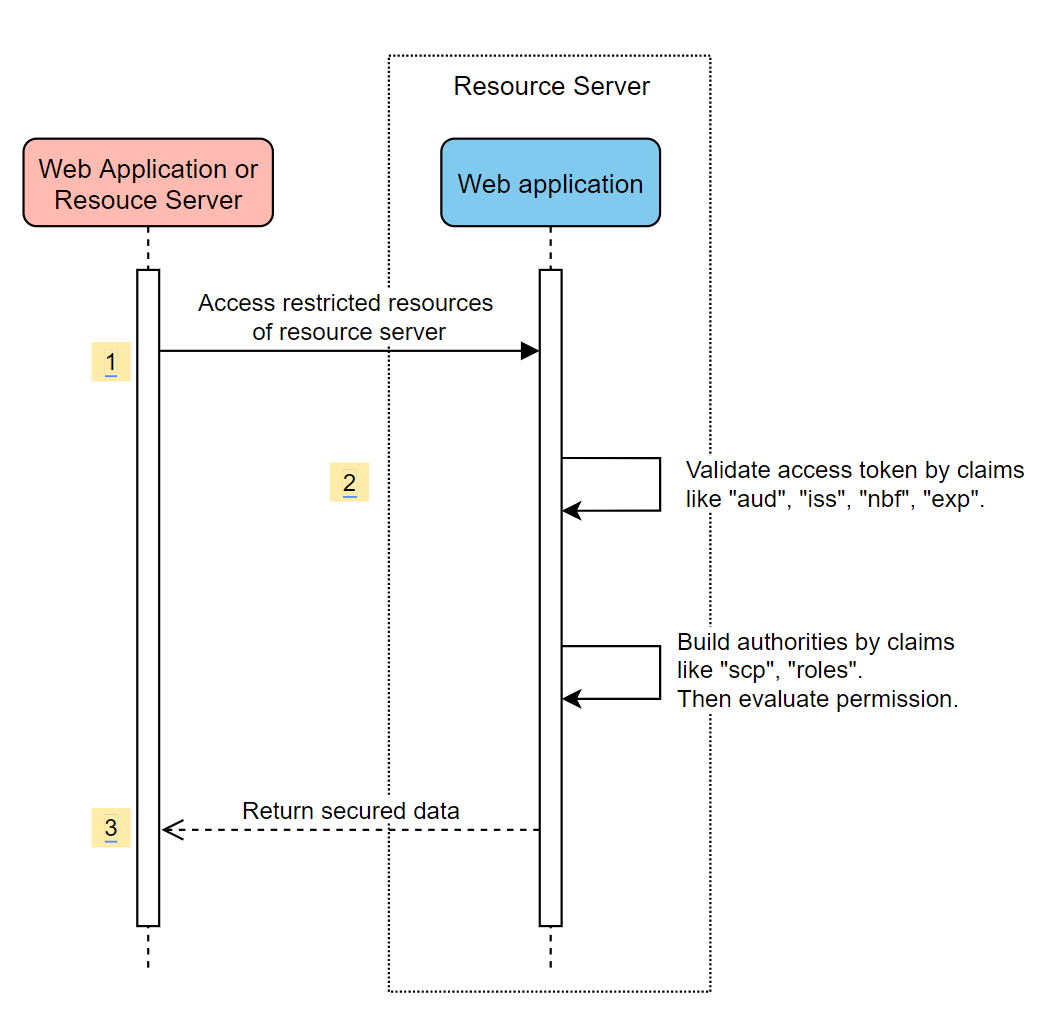 Resource Server
Web Application or
Resouce Server
Web application
Access restricted resources
of resource server
1
2
Validate access token by claims
like "aud", "iss", "nbf", "exp".
Build authorities by claims
like "scp", "roles".
Then evaluate permission.
Return secured data
3